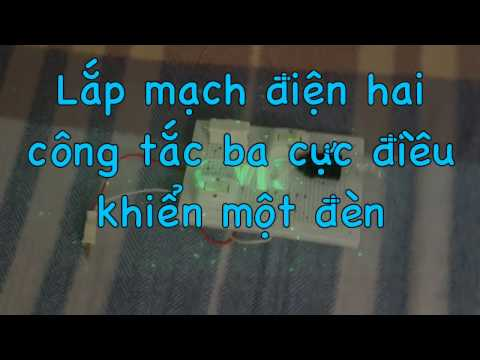 Lắp mạch điện hai
công tắc ba cực điều
khiển một đèn